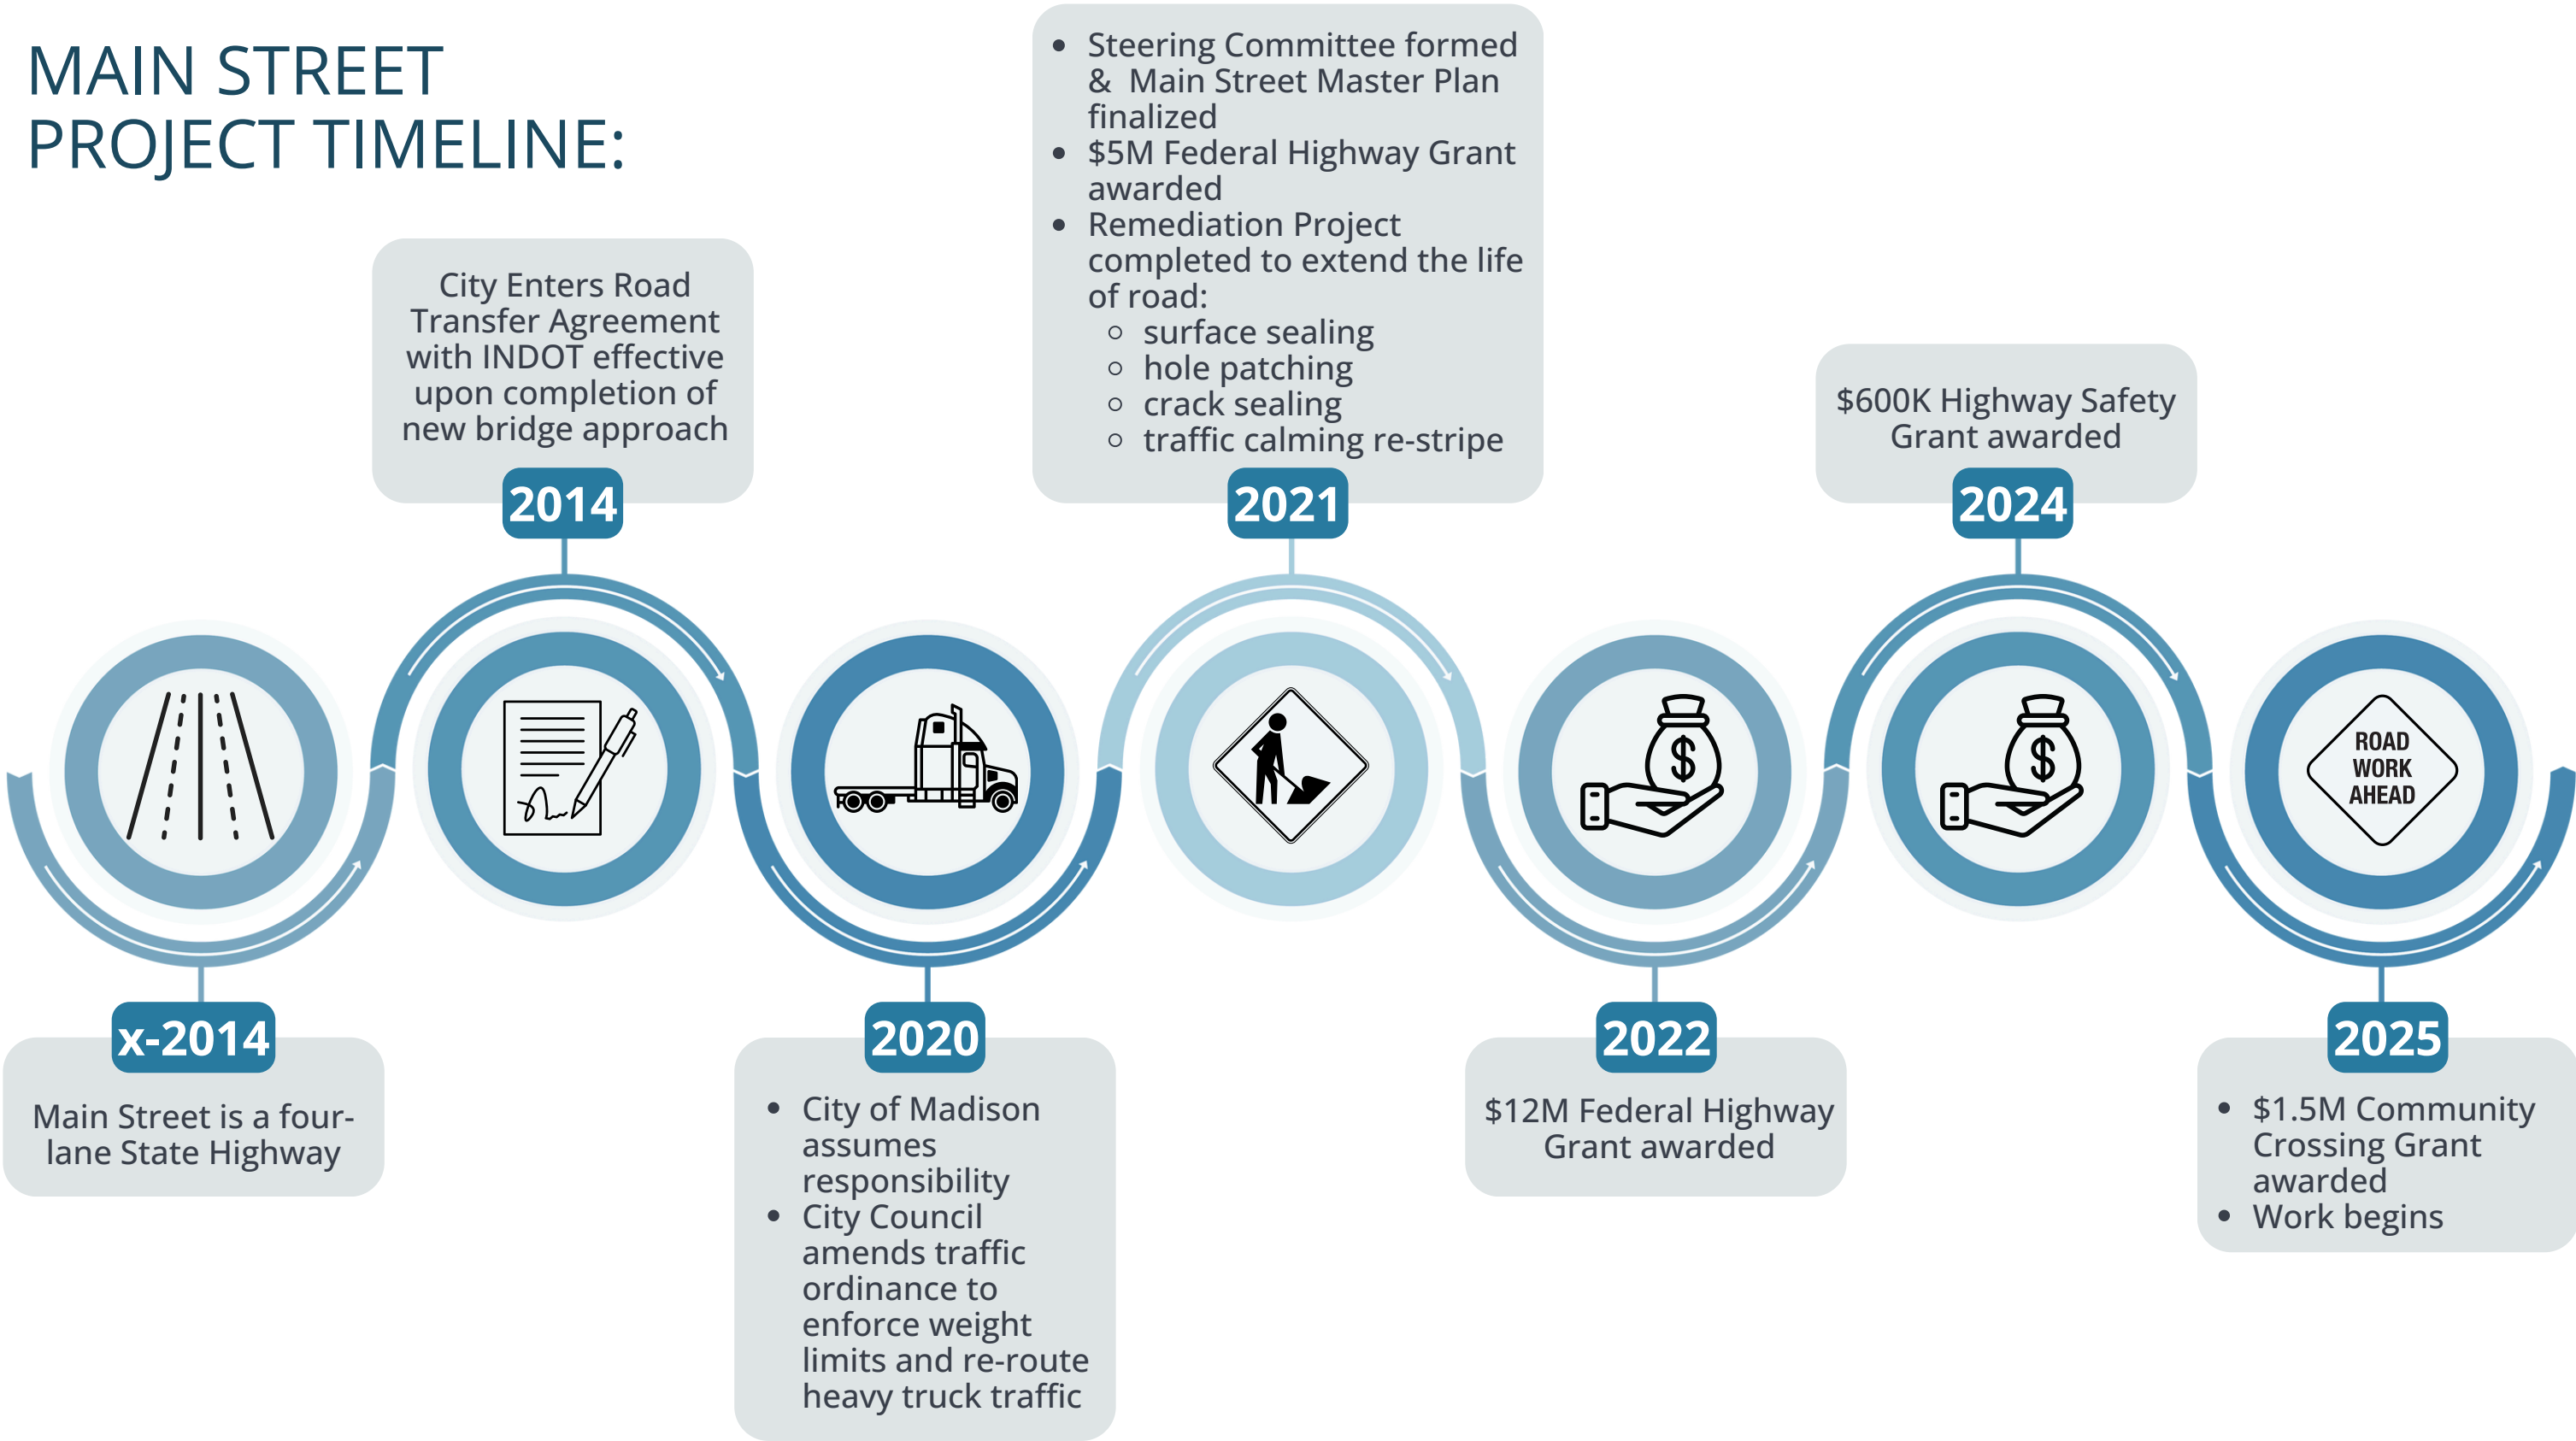 MAIN STREET
PROJECT TIMELINE:
x-2014
Main Street is a four-
lane State Highway
City Enters Road
Transfer Agreement
with INDOT effective
upon completion of
new bridge approach
2014
2020
• City of Madison
assumes
responsibility
• City Council
amends traffic
ordinance to
enforce weight
limits and re-route
heavy truck traffic
• Steering Committee formed
& Main Street Master Plan
finalized
• $5M Federal Highway Grant
awarded
• Remediation Project
completed to extend the life
of road:
○ surface sealing
○ hole patching
○ crack sealing
○ traffic calming re-stripe
2021
$
2022
$12M Federal Highway
Grant awarded
$600K Highway Safety
Grant awarded
2024
$
ROAD
WORK
AHEAD
2025
• $1.5M Community
Crossing Grant
awarded
• Work begins